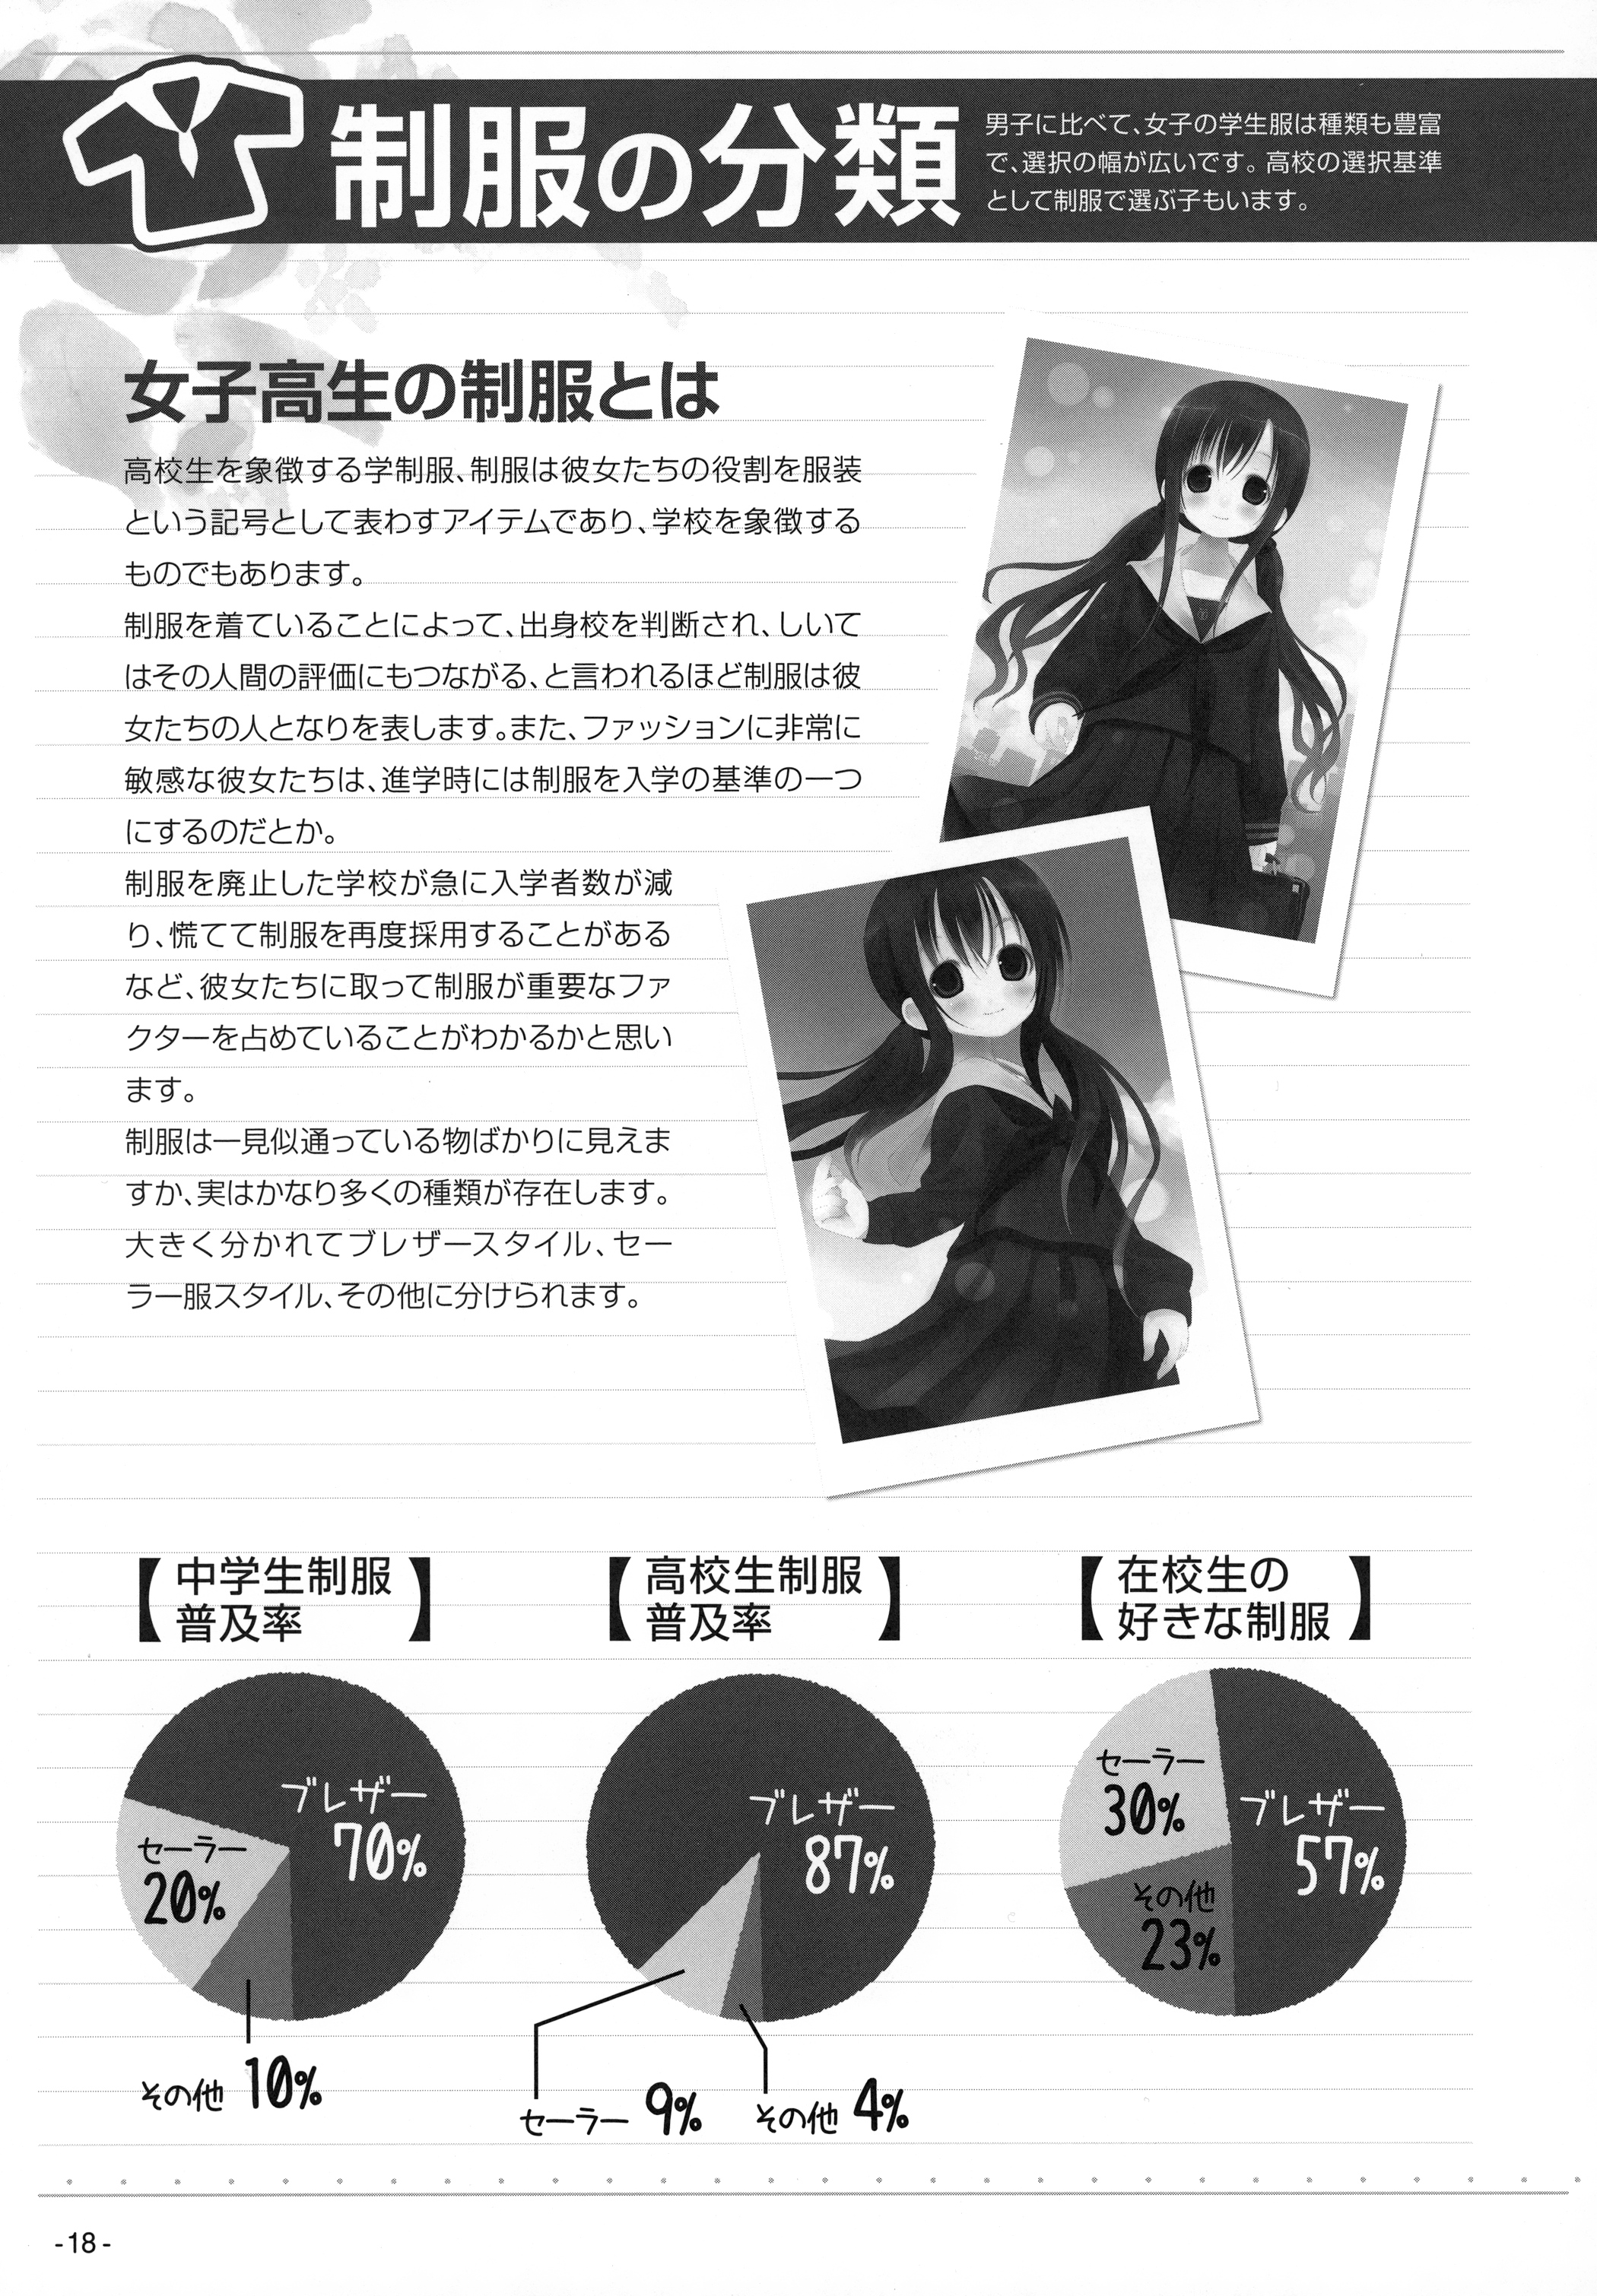 制服の分類
男子に比べて、女子の学生服は種類も豊富
で、選択の幅が広いです。高校の選択基準
として制服で選ぶ子もいます。
女子高生の制服とは
高校生を象徴する学制服、制服は彼女たちの役割を服装
という記号として表わすアイテムであり、学校を象徴する
ものでもあります。
制服を着ていることによって、出身校を判断され、しいて
はその人間の評価にもつながる、と言われるほど制服は彼
女たちの人となりを表します。また、ファッションに非常に
敏感な彼女たちは、進学時には制服を入学の基準の一つ
にするのだとか。
制服を廃止した学校が急に入学者数が減
り、慌てて制服を再度採用することがある
など、彼女たちに取って制服が重要なファ
クターを占めていることがわかるかと思い
ます。
制服は一見似通っている物ばかりに見えま
すか、実はかなり多くの種類が存在します。
大きく分かれてブレザースタイル、セー
ラー服スタイル、その他に分けられます。
【中学生制服
普及率】
ブレザー
70%
セーラー
20%
その他 10%
【高校生制服
普及率】
ブレザー
87%
セーラー 9%
その他 4%
【在校生の
好きな制服】
セーラー
30%
ブレザー
57%
その他
23%
-18-